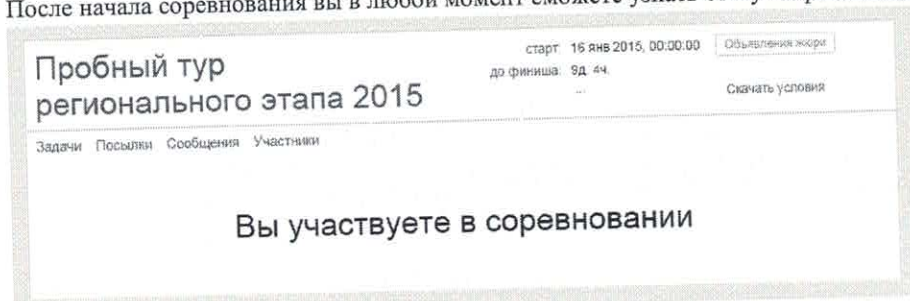 После начала соревнования вы в любой момент сможете узнать
Пробный тур
регионального этапа 2015
старт: 16 янв 2015, 00:00:00
до финиша: 9д. 4ч.
...
Объявления жюри
Скачать условия
Задачи Посылки Сообщения Участники
Вы участвуете в соревновании